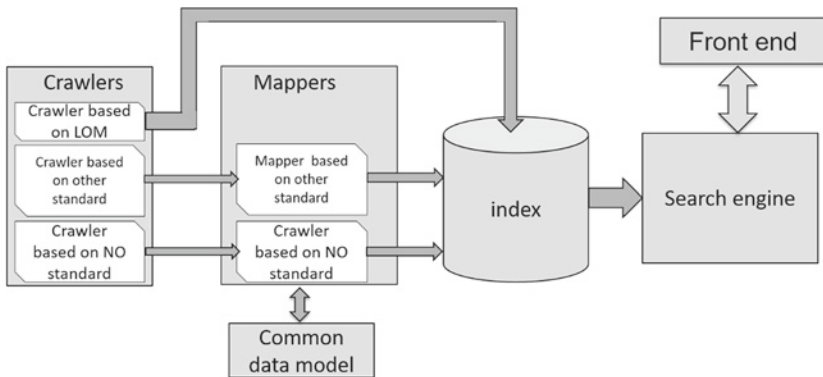 Crawlers
Crawler based
on LOM
Crawler based
on other
standard
Crawler
based on NO
standard
Mappers
Mapper based on
other standard
Crawler
based on NO
standard
Common
data model
index
Front end
Search engine